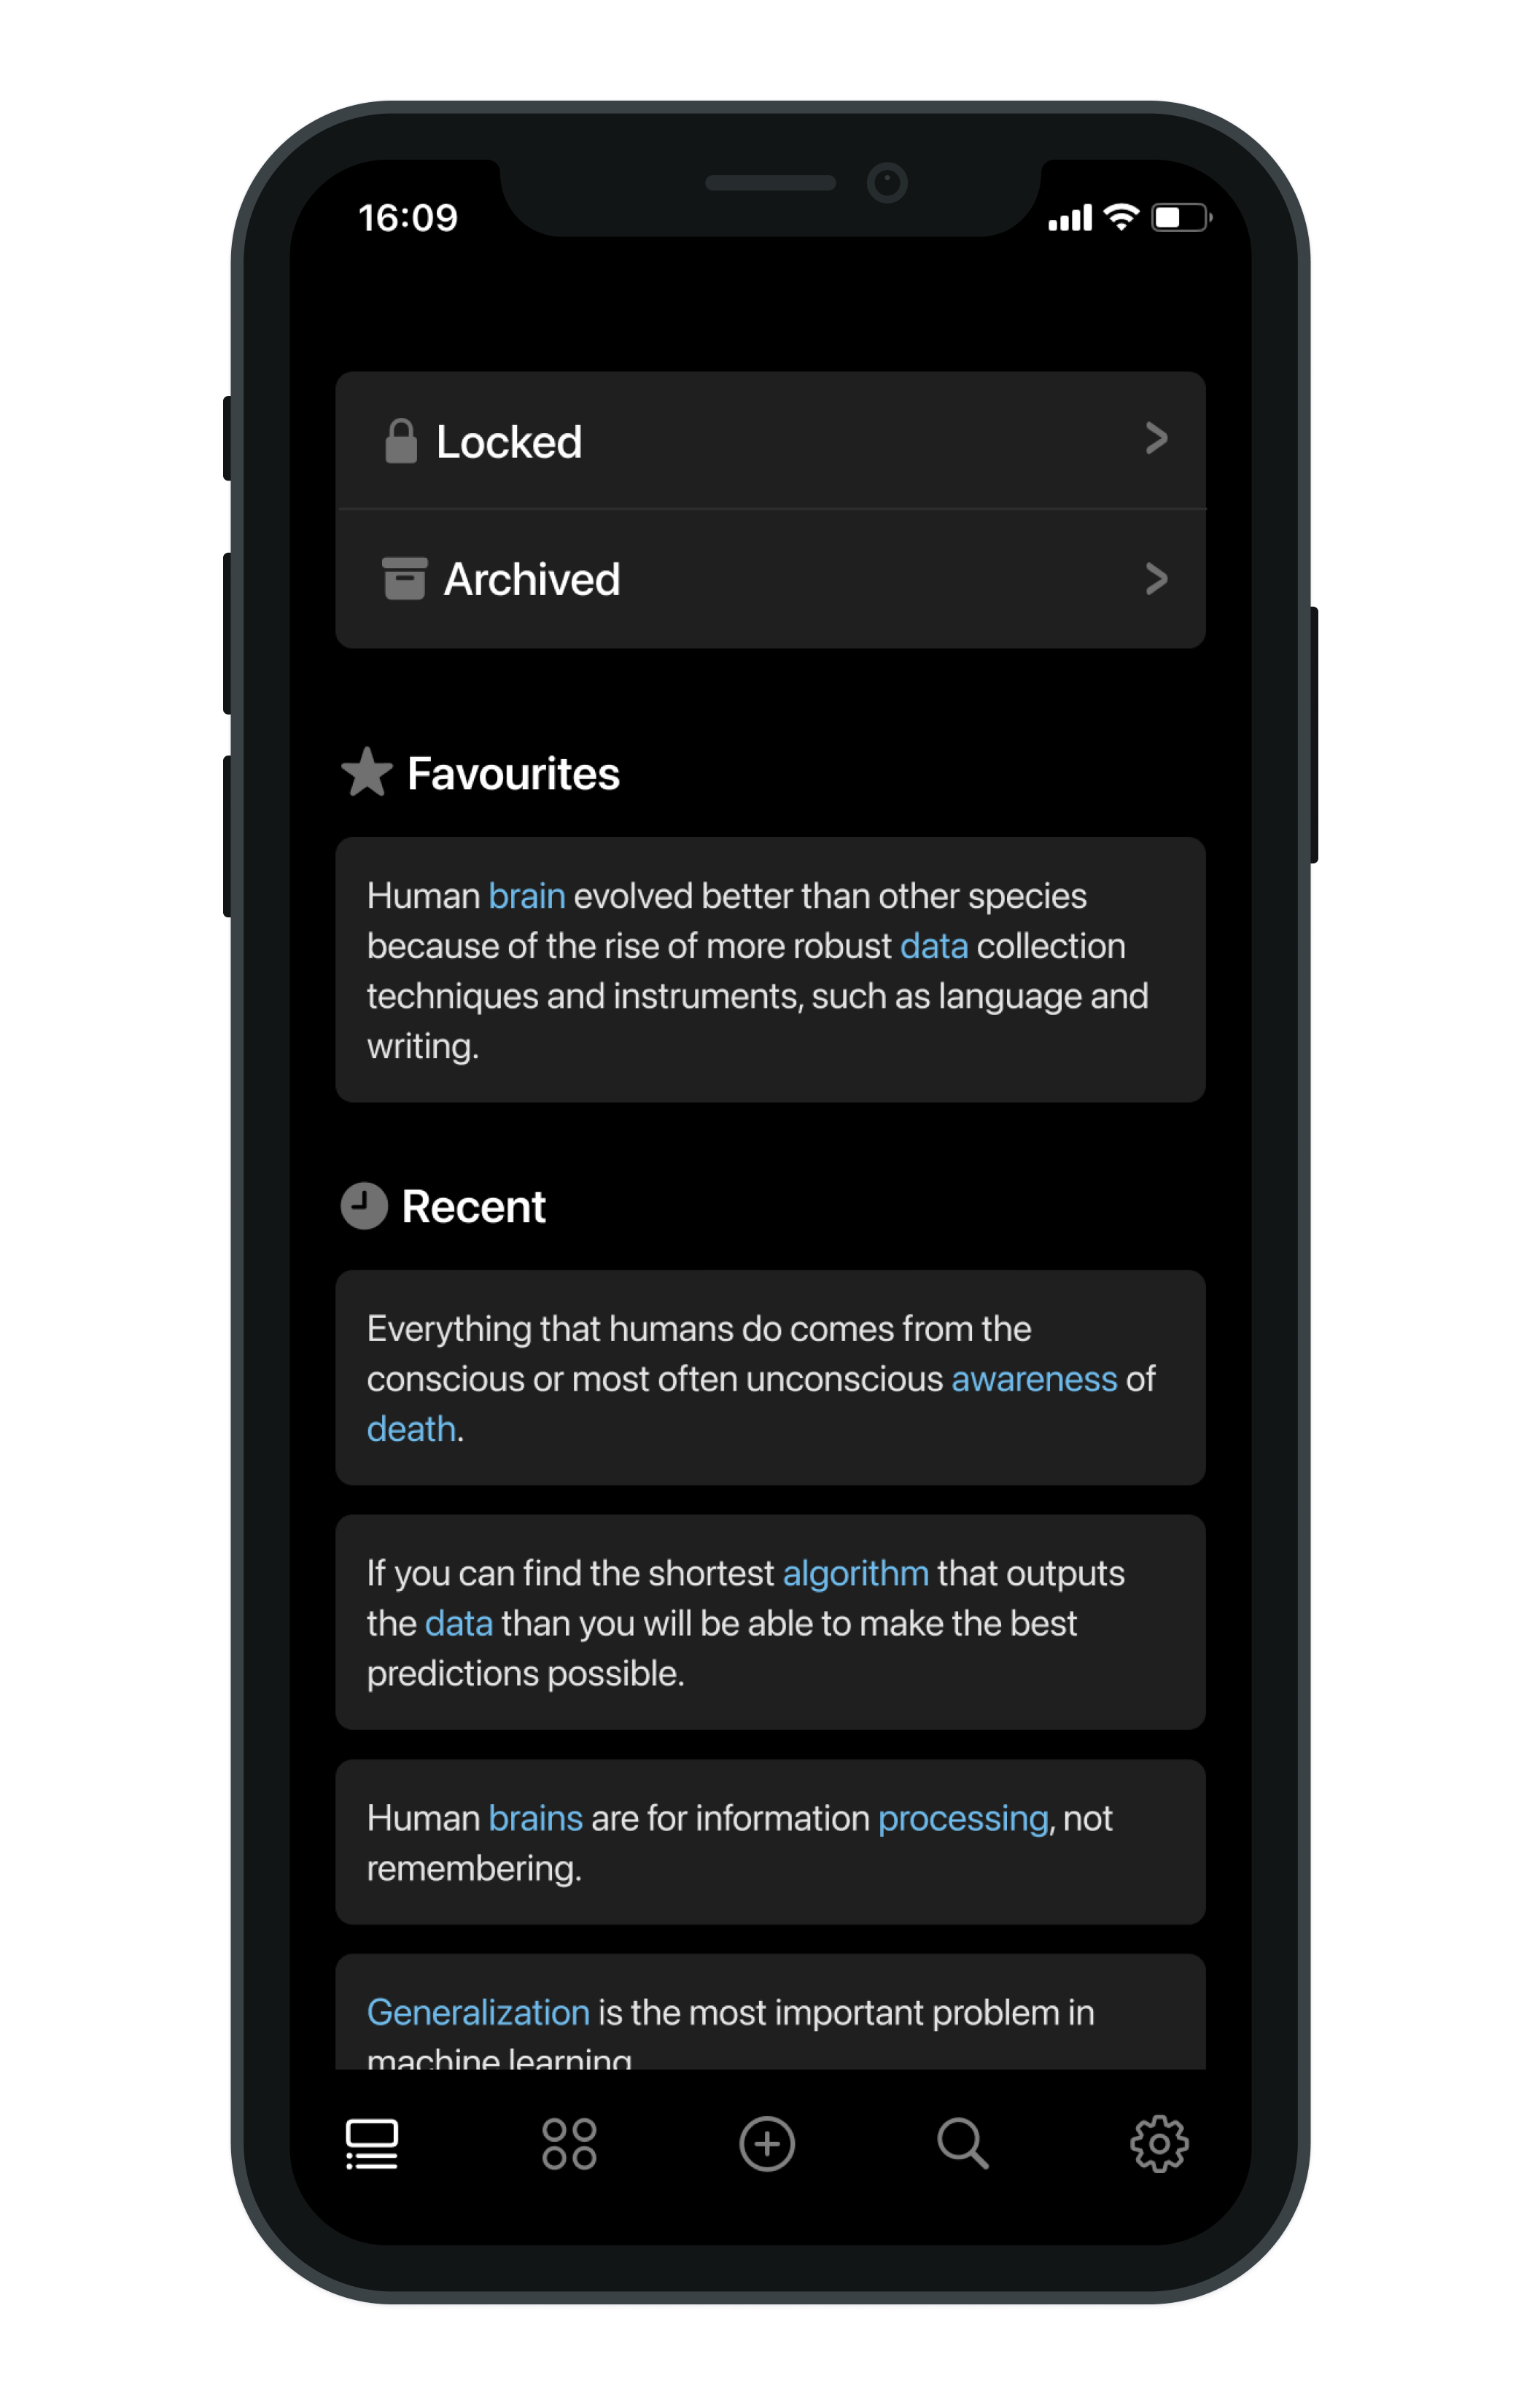 16:09
Locked
Archived
Favourites
Human brain evolved better than other species
because of the rise of more robust data collection
techniques and instruments, such as language and
writing.
Recent
Everything that humans do comes from the
conscious or most often unconscious awareness of
death.
If you can find the shortest algorithm that outputs
the data than you will be able to make the best
predictions possible.
Human brains are for information processing, not
remembering.
Generalization is the most important problem in
machine learning